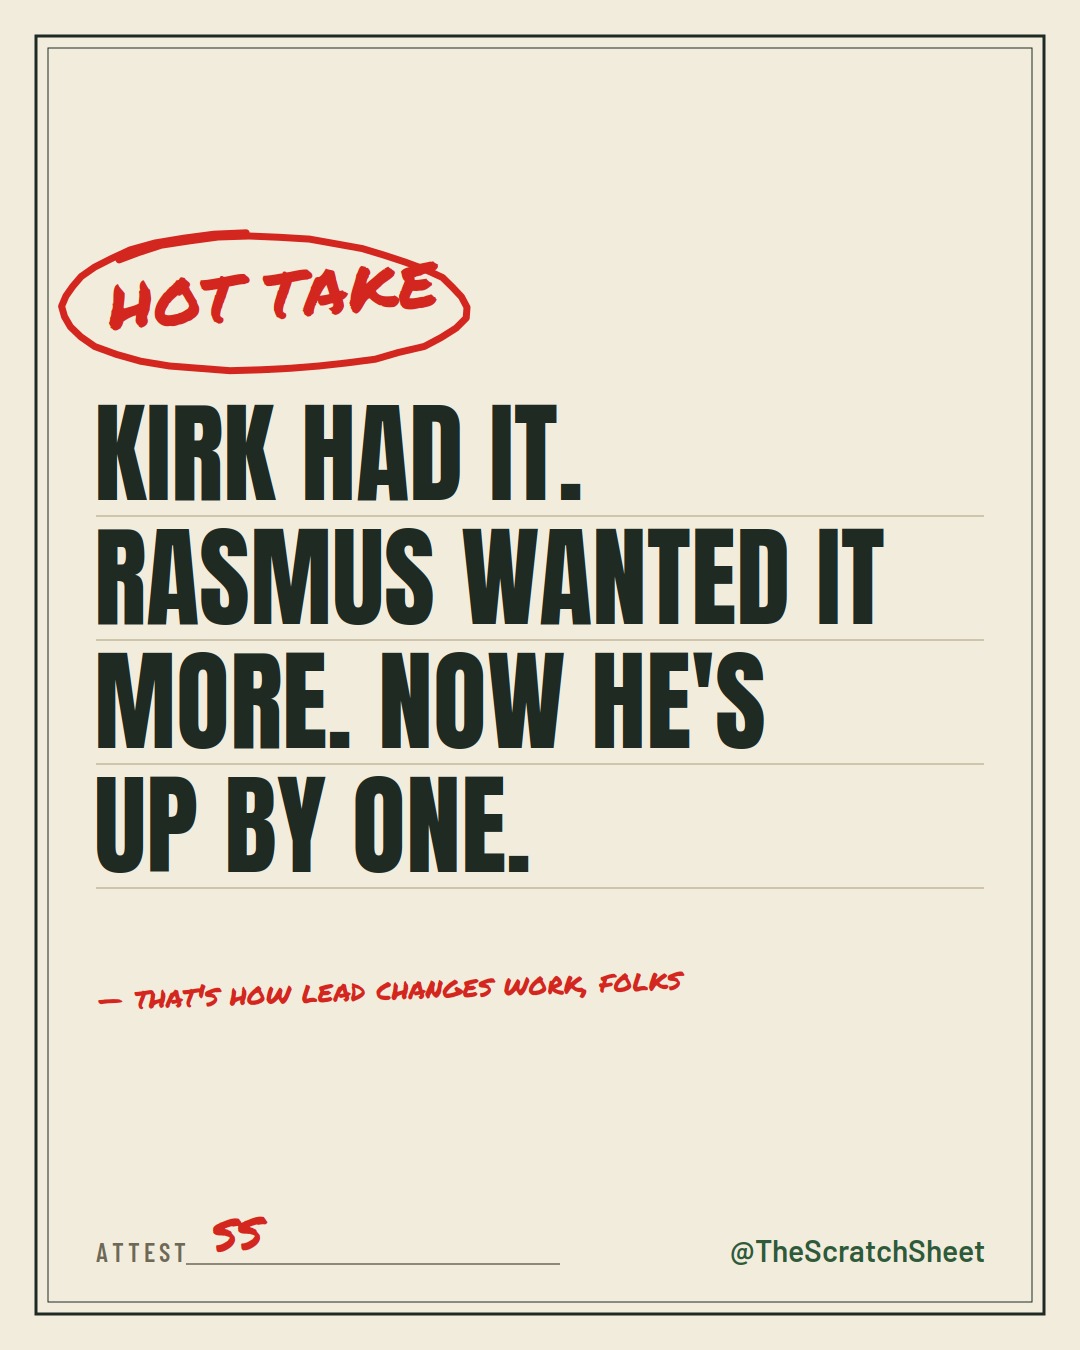 HOT TAKE
KIRK HAD IT.
RASMUS WANTED IT
MORE. NOW HE'S
UP BY ONE.
— THAT'S HOW LEAD CHANGES WORK, FOLKS
ATTEST SS
@TheScratchSheet